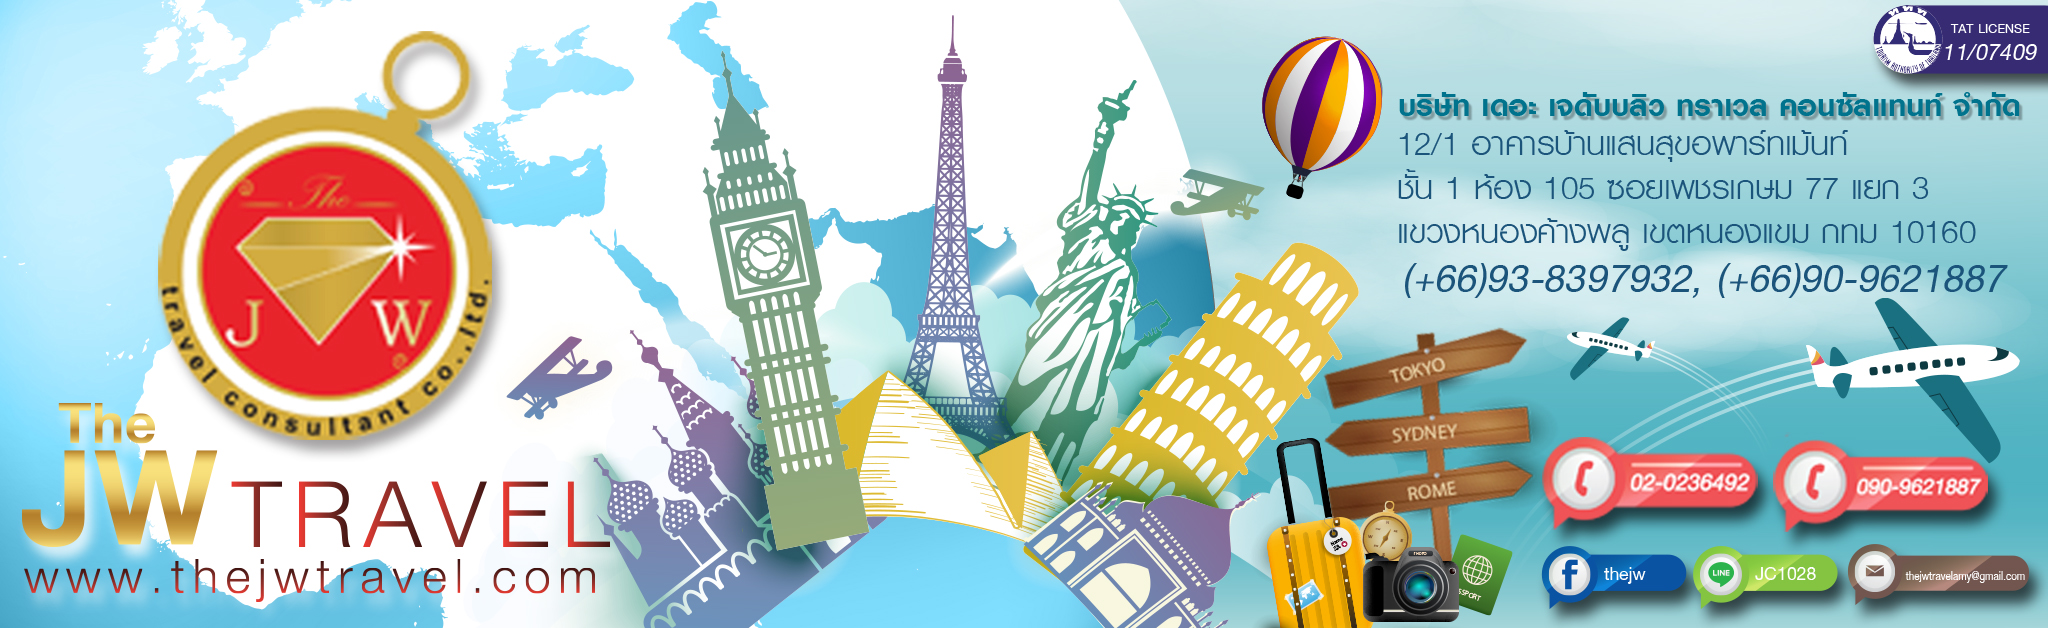 The
J W
travel consultant co.,ltd.
The
JW TRAVEL
www.thejwtravel.com
TAT LICENSE
11/07409
ททท
TOURISM AUTHORITY OF THAILAND
บริษัท เดอะ เจดับบลิว ทราเวล คอนซัลแทนท์ จำกัด
12/1 อาคารบ้านแสนสุขอพาร์ทเม้นท์
ชั้น 1 ห้อง 105 ซอยเพชรเกษม 77 แยก 3
แขวงหนองค้างพลู เขตหนองแขม กทม 10160
(+66)93-8397932, (+66)90-9621887
TOKYO
SYDNEY
ROME
02-0236492
090-9621887
thejw
LINE
JC1028
thejwtravelamy@gmail.com